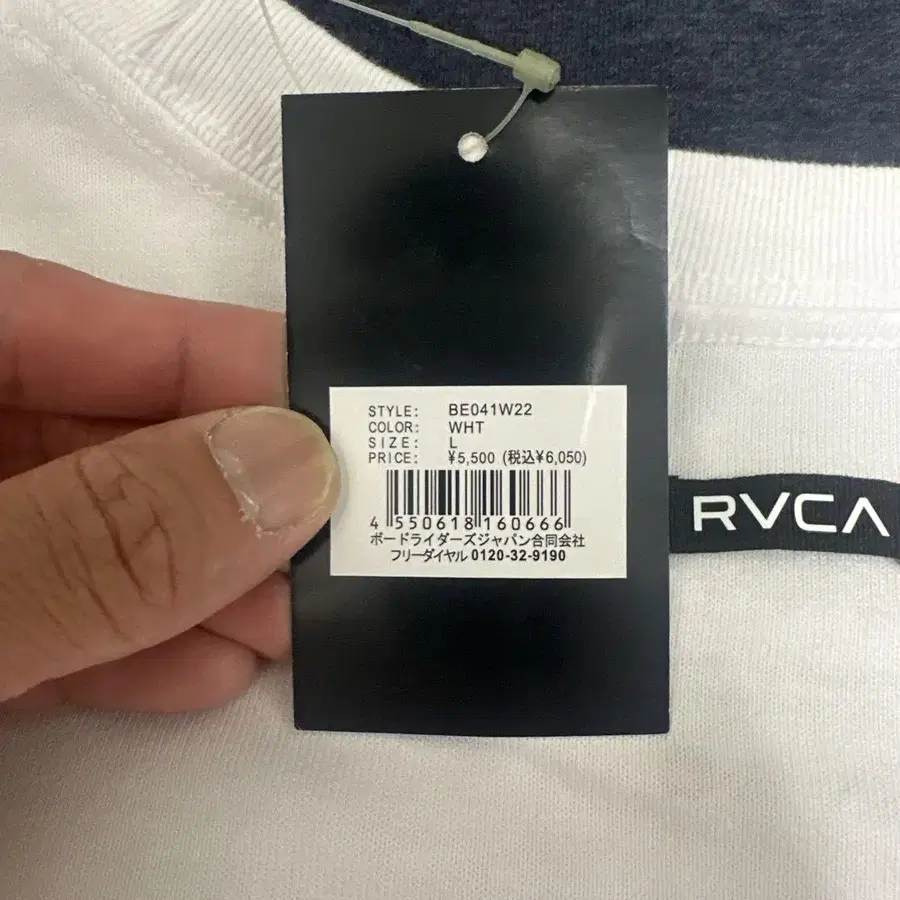 STYLE: BE041W22
COLOR: WHT
SIZE: L
PRICE: ¥5,500 (税込¥6,050)
4 550618 160666
ボードライダーズジャパン合同会社
フリーダイヤル 0120-32-9190
RVCA